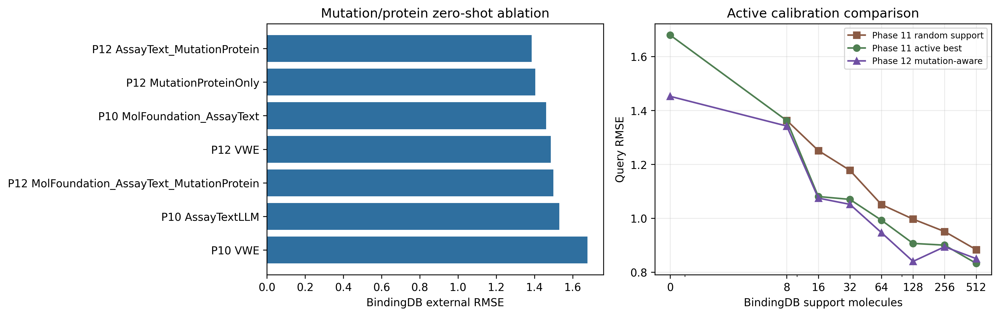 Mutation/protein zero-shot ablation
P12 AssayText_MutationProtein
P12 MutationProteinOnly
P10 MolFoundation_AssayText
P12 VWE
P12 MolFoundation_AssayText_MutationProtein
P10 AssayTextLLM
P10 VWE
0.0 0.2 0.4 0.6 0.8 1.0 1.2 1.4 1.6
BindingDB external RMSE
Active calibration comparison
Phase 11 random support
Phase 11 active best
Phase 12 mutation-aware
Query RMSE
1.6
1.4
1.2
1.0
0.8
0 8 16 32 64 128 256 512
BindingDB support molecules